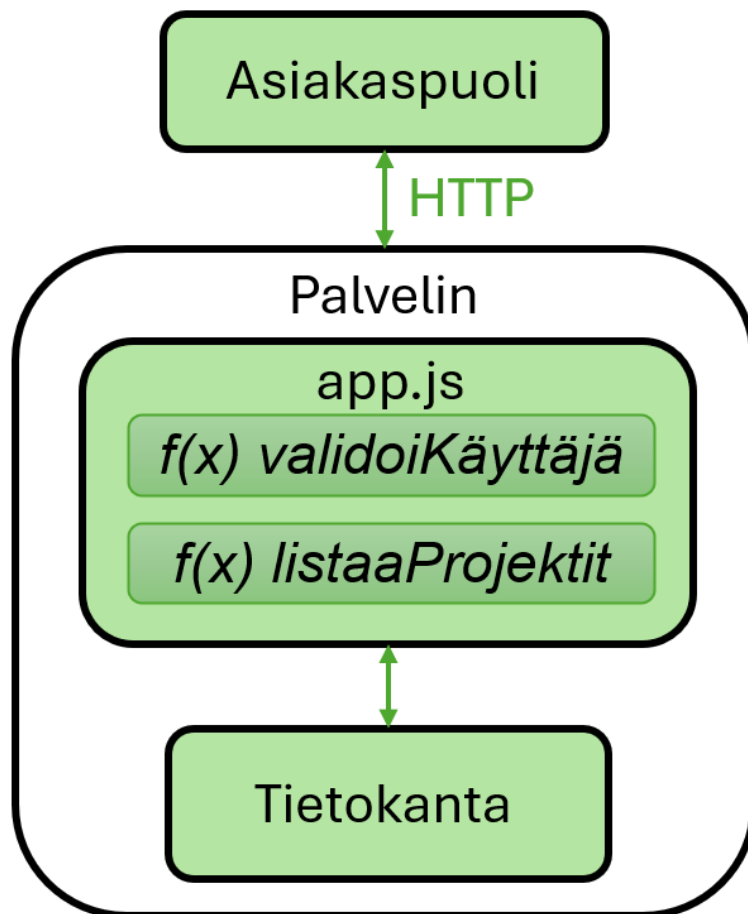 Asiakaspuoli
HTTP
Palvelin
app.js
f(x) validoiKäyttäjä
f(x) listaaProjektit
Tietokanta